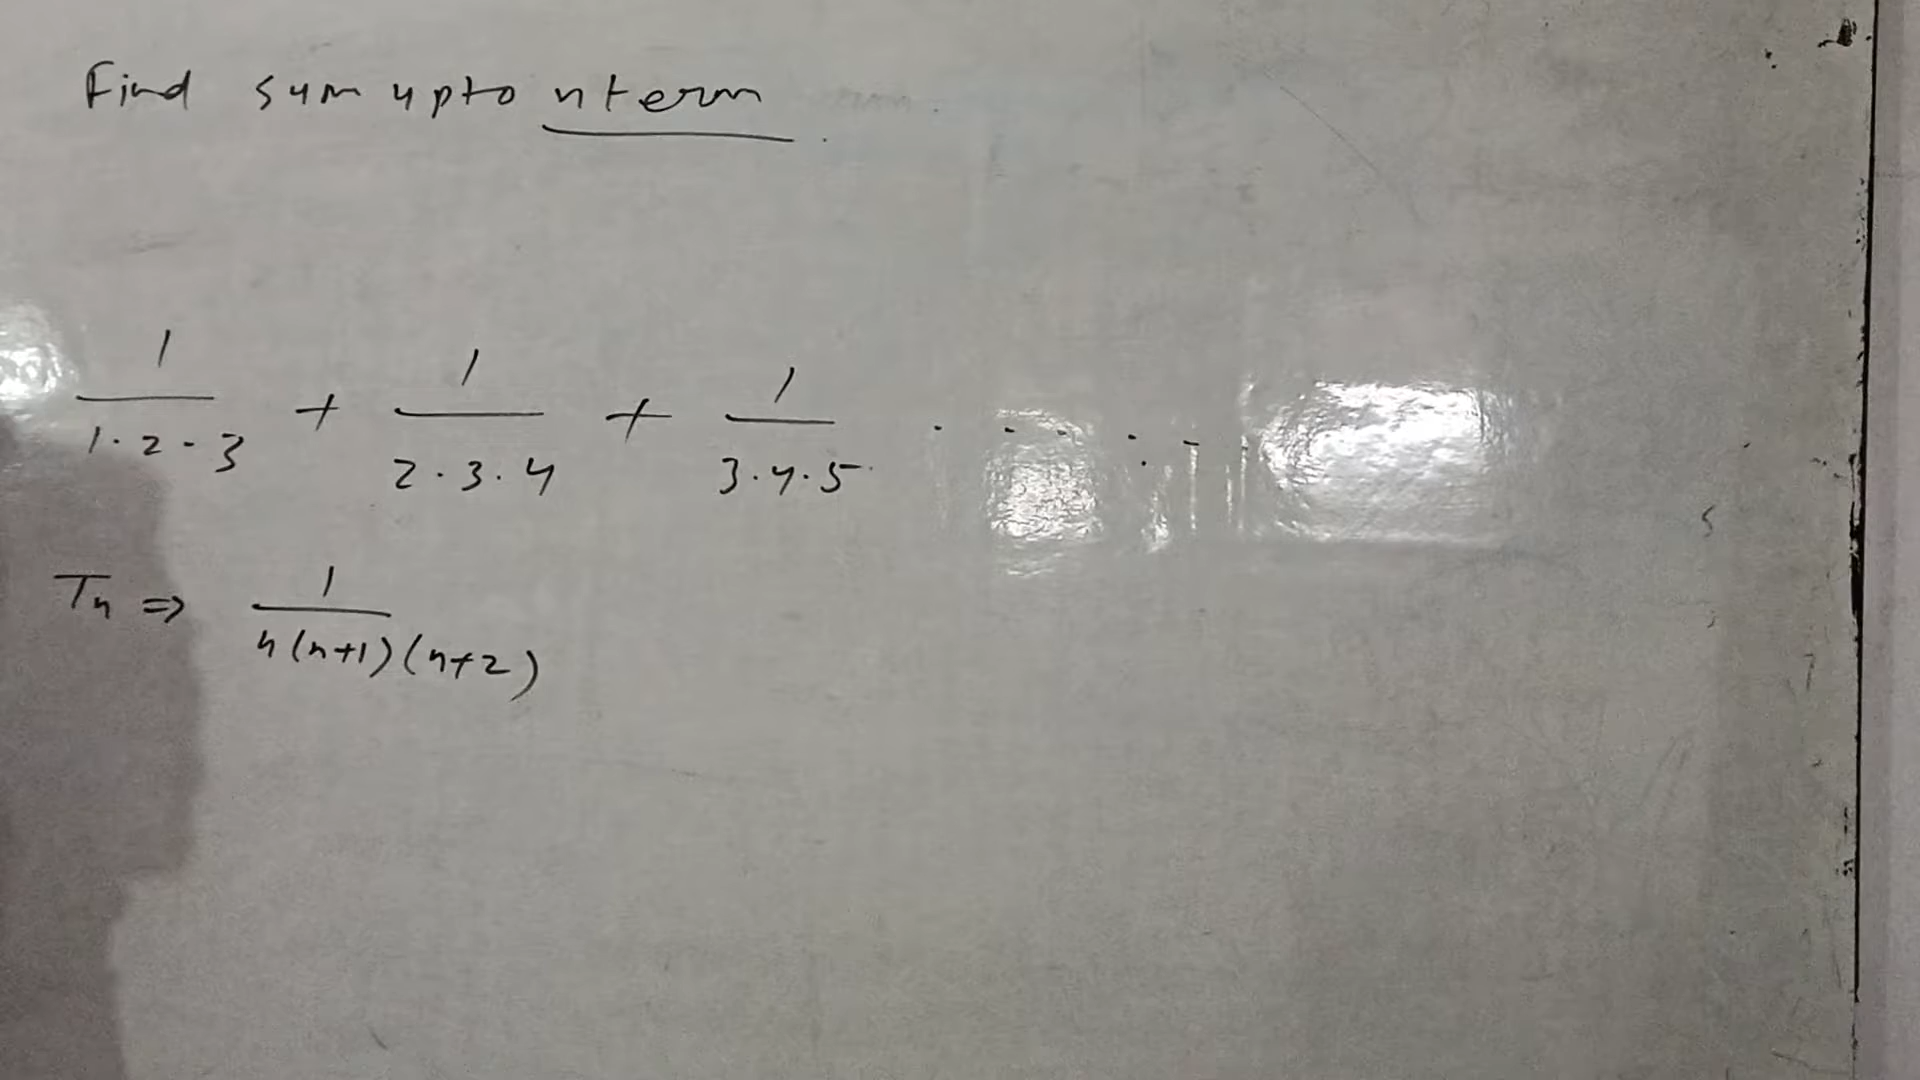 Find sum upto n term
1/1·2·3 + 1/2·3·4 + 1/3·4·5 ......
Tn ⇒ 1/n(n+1)(n+2)